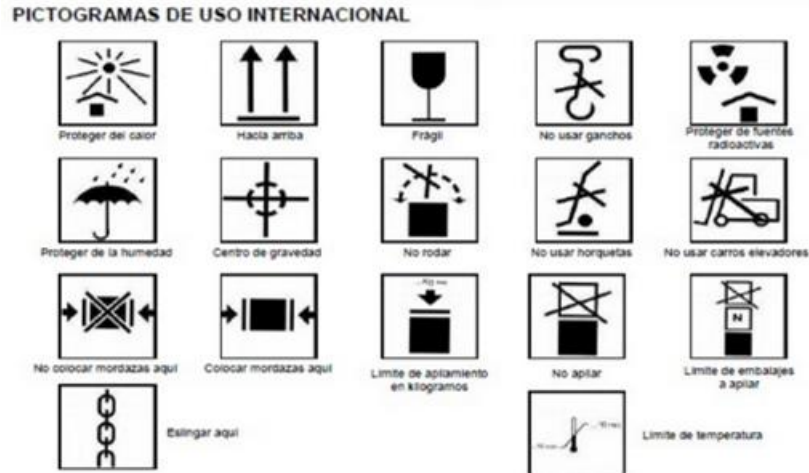 PICTOGRAMAS DE USO INTERNACIONAL
Proteger del calor
Hacia arriba
Frágil
No usar ganchos
Proteger de fuentes
radioactivas
Proteger de la humedad
Centro de gravedad
No rodar
No usar horquetas
No usar carros elevadores
No colocar mordazas aquí
Colocar mordazas aquí
Límite de apilamiento
en kilogramos
No apilar
N
Límite de embalajes
a apilar
Eslingar aquí
Límite de temperatura